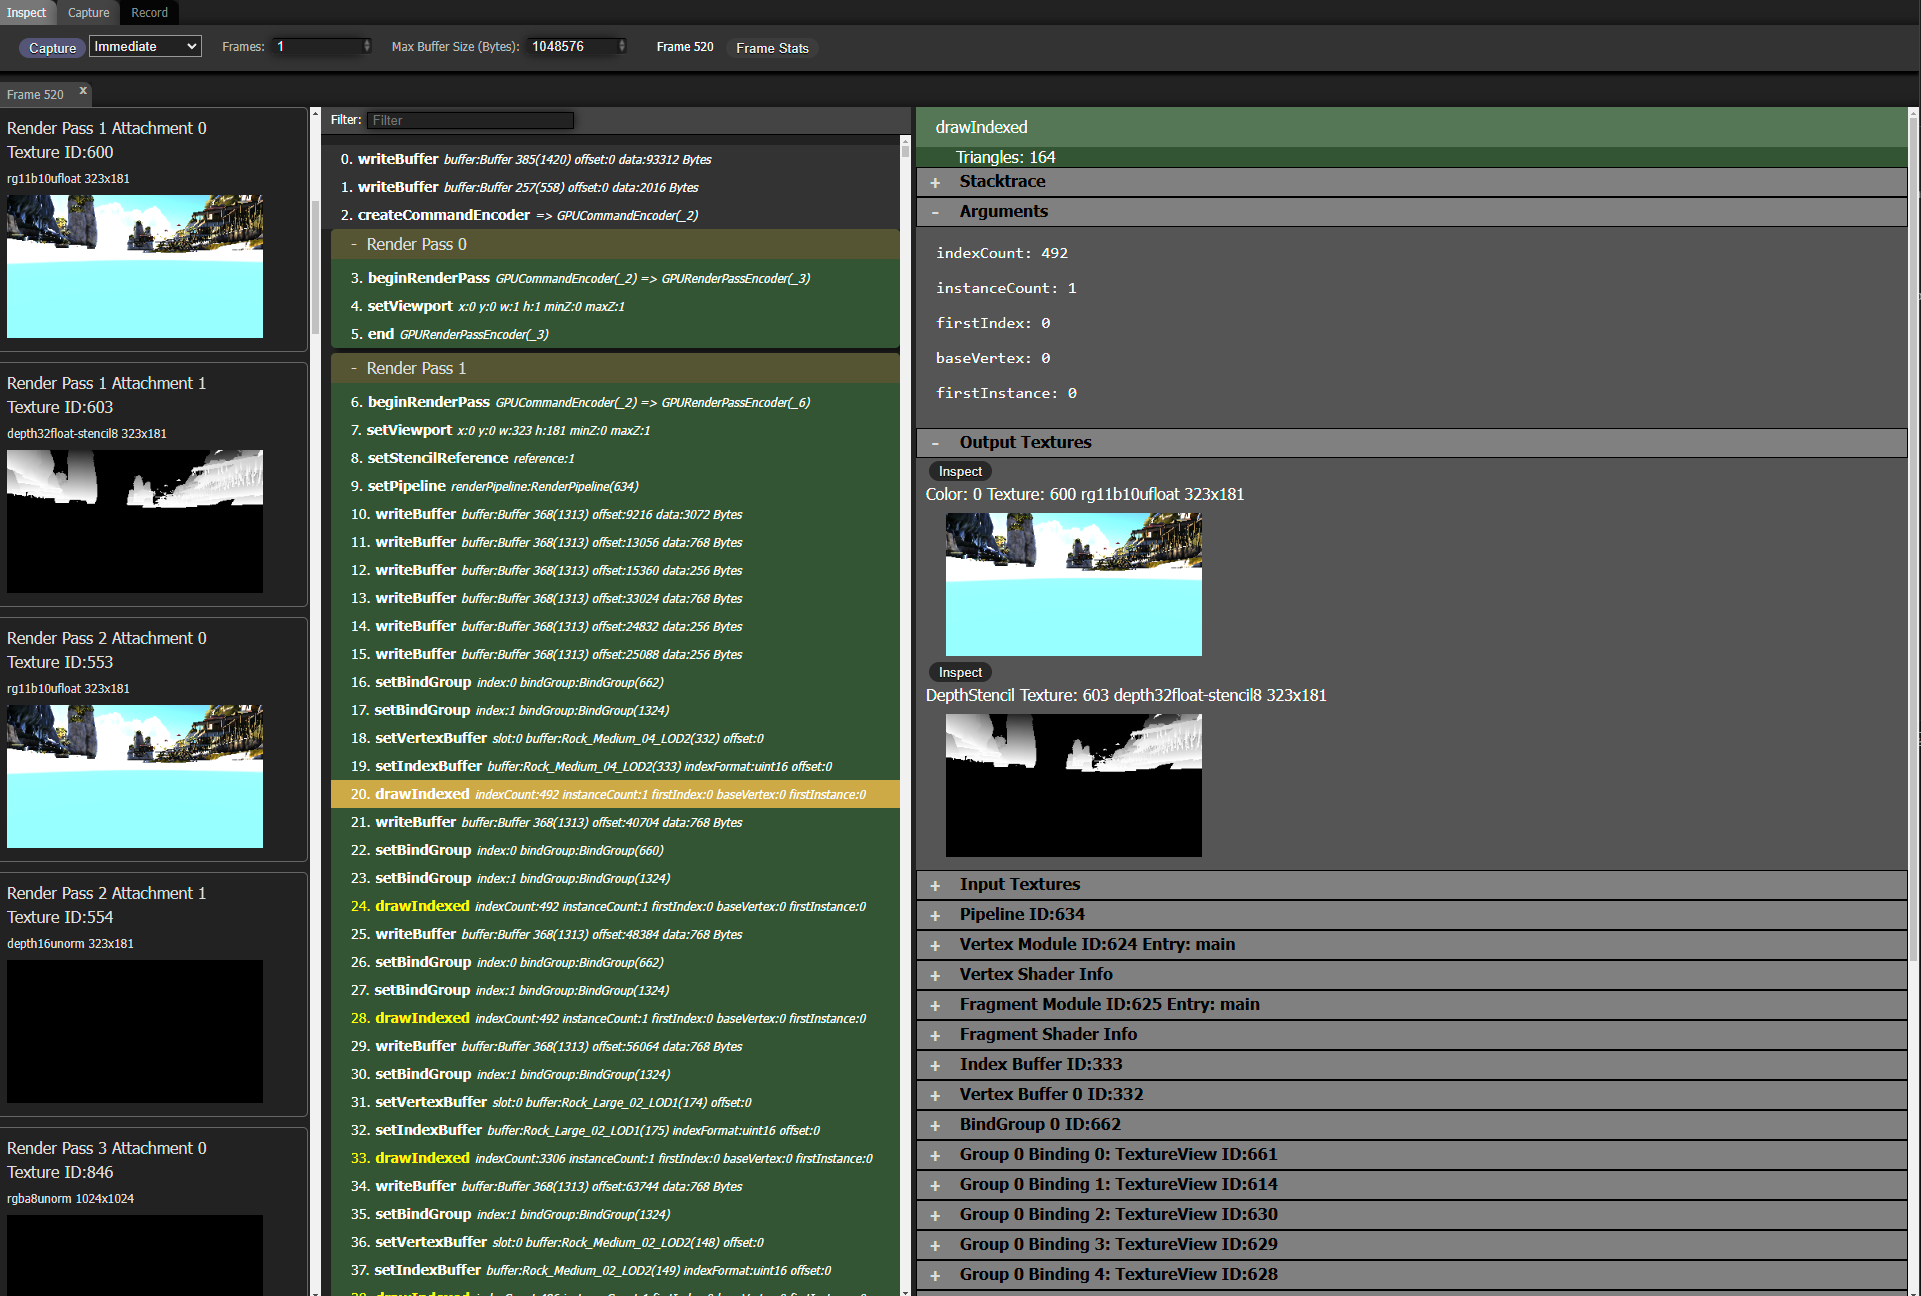 Inspect Capture Record
Capture Immediate Frames: 1 Max Buffer Size (Bytes): 1048576 Frame 520 Frame Stats
Frame 520 x
Render Pass 1 Attachment 0
Texture ID:600
rg11b10ufloat 323x181
Render Pass 1 Attachment 1
Texture ID:603
depth32float-stencil8 323x181
Render Pass 2 Attachment 0
Texture ID:553
rg11b10ufloat 323x181
Render Pass 2 Attachment 1
Texture ID:554
depth16unorm 323x181
Render Pass 3 Attachment 0
Texture ID:846
rgba8unorm 1024x1024
Filter: Filter
0. writeBuffer buffer:Buffer 385(1420) offset:0 data:93312 Bytes
1. writeBuffer buffer:Buffer 257(558) offset:0 data:2016 Bytes
2. createCommandEncoder => GPUCommandEncoder(_2)
- Render Pass 0
3. beginRenderPass GPUCommandEncoder(_2) => GPURenderPassEncoder(_3)
4. setViewport x:0 y:0 w:1 h:1 minZ:0 maxZ:1
5. end GPURenderPassEncoder(_3)
- Render Pass 1
6. beginRenderPass GPUCommandEncoder(_2) => GPURenderPassEncoder(_6)
7. setViewport x:0 y:0 w:323 h:181 minZ:0 maxZ:1
8. setStencilReference reference:1
9. setPipeline renderPipeline:RenderPipeline(634)
10. writeBuffer buffer:Buffer 368(1313) offset:9216 data:3072 Bytes
11. writeBuffer buffer:Buffer 368(1313) offset:13056 data:768 Bytes
12. writeBuffer buffer:Buffer 368(1313) offset:15360 data:256 Bytes
13. writeBuffer buffer:Buffer 368(1313) offset:33024 data:768 Bytes
14. writeBuffer buffer:Buffer 368(1313) offset:24832 data:256 Bytes
15. writeBuffer buffer:Buffer 368(1313) offset:25088 data:256 Bytes
16. setBindGroup index:0 bindGroup:BindGroup(662)
17. setBindGroup index:1 bindGroup:BindGroup(1324)
18. setVertexBuffer slot:0 buffer:Rock_Medium_04_LOD2(332) offset:0
19. setIndexBuffer buffer:Rock_Medium_04_LOD2(333) indexFormat:uint16 offset:0
20. drawIndexed indexCount:492 instanceCount:1 firstIndex:0 baseVertex:0 firstInstance:0
21. writeBuffer buffer:Buffer 368(1313) offset:40704 data:768 Bytes
22. setBindGroup index:0 bindGroup:BindGroup(660)
23. setBindGroup index:1 bindGroup:BindGroup(1324)
24. drawIndexed indexCount:492 instanceCount:1 firstIndex:0 baseVertex:0 firstInstance:0
25. writeBuffer buffer:Buffer 368(1313) offset:48384 data:768 Bytes
26. setBindGroup index:0 bindGroup:BindGroup(662)
27. setBindGroup index:1 bindGroup:BindGroup(1324)
28. drawIndexed indexCount:492 instanceCount:1 firstIndex:0 baseVertex:0 firstInstance:0
29. writeBuffer buffer:Buffer 368(1313) offset:56064 data:768 Bytes
30. setBindGroup index:1 bindGroup:BindGroup(1324)
31. setVertexBuffer slot:0 buffer:Rock_Large_02_LOD1(174) offset:0
32. setIndexBuffer buffer:Rock_Large_02_LOD1(175) indexFormat:uint16 offset:0
33. drawIndexed indexCount:3306 instanceCount:1 firstIndex:0 baseVertex:0 firstInstance:0
34. writeBuffer buffer:Buffer 368(1313) offset:63744 data:768 Bytes
35. setBindGroup index:1 bindGroup:BindGroup(1324)
36. setVertexBuffer slot:0 buffer:Rock_Medium_02_LOD2(148) offset:0
37. setIndexBuffer buffer:Rock_Medium_02_LOD2(149) indexFormat:uint16 offset:0
drawIndexed
Triangles: 164
+ Stacktrace
- Arguments
indexCount: 492
instanceCount: 1
firstIndex: 0
baseVertex: 0
firstInstance: 0
- Output Textures
Inspect
Color: 0 Texture: 600 rg11b10ufloat 323x181
Inspect
DepthStencil Texture: 603 depth32float-stencil8 323x181
+ Input Textures
+ Pipeline ID:634
+ Vertex Module ID:624 Entry: main
+ Vertex Shader Info
+ Fragment Module ID:625 Entry: main
+ Fragment Shader Info
+ Index Buffer ID:333
+ Vertex Buffer 0 ID:332
+ BindGroup 0 ID:662
+ Group 0 Binding 0: TextureView ID:661
+ Group 0 Binding 1: TextureView ID:614
+ Group 0 Binding 2: TextureView ID:630
+ Group 0 Binding 3: TextureView ID:629
+ Group 0 Binding 4: TextureView ID:628